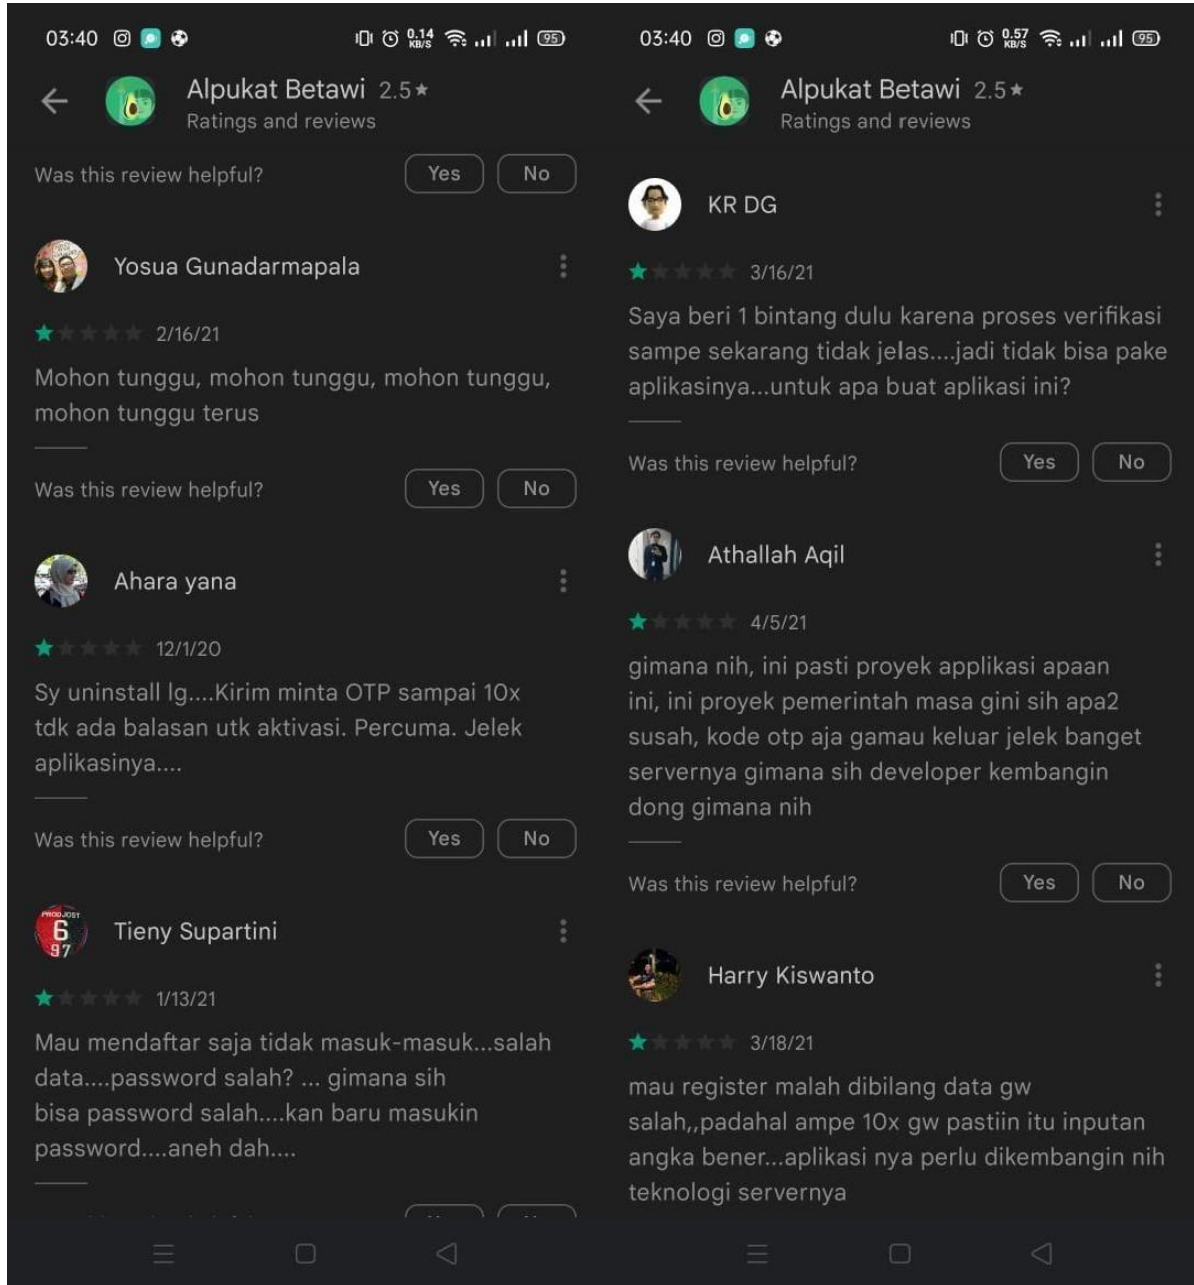 03:40
0.14
KB/S
95
Alpukat Betawi 2.5★
Ratings and reviews
Was this review helpful?
Yes
No
Yosua Gunadarmapala
2/16/21
Mohon tunggu, mohon tunggu, mohon tunggu,
mohon tunggu terus
Was this review helpful?
Yes
No
Ahara yana
12/1/20
Sy uninstall lg....Kirim minta OTP sampai 10x
tdk ada balasan utk aktivasi. Percuma. Jelek
aplikasinya....
Was this review helpful?
Yes
No
PRODJOSY
6
97
Tieny Supartini
1/13/21
Mau mendaftar saja tidak masuk-masuk...salah
data....password salah? ... gimana sih
bisa password salah....kan baru masukin
password....aneh dah....
03:40
0.57
KB/S
95
Alpukat Betawi 2.5★
Ratings and reviews
KR DG
3/16/21
Saya beri 1 bintang dulu karena proses verifikasi
sampe sekarang tidak jelas....jadi tidak bisa pake
aplikasinya...untuk apa buat aplikasi ini?
Was this review helpful?
Yes
No
Athallah Aqil
4/5/21
gimana nih, ini pasti proyek applikasi apaan
ini, ini proyek pemerintah masa gini sih apa2
susah, kode otp aja gamau keluar jelek banget
servernya gimana sih developer kembangin
dong gimana nih
Was this review helpful?
Yes
No
Harry Kiswanto
3/18/21
mau register malah dibilang data gw
salah,,padahal ampe 10x gw pastiin itu inputan
angka bener...aplikasi nya perlu dikembangin nih
teknologi servernya